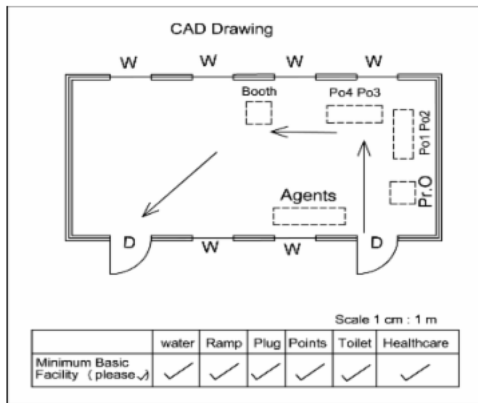 CAD Drawing
W W W W
Booth Po4 Po3
Po1 Po2
Pr.O
Agents
D W W D
Scale 1 cm : 1 m
water Ramp Plug Points Toilet Healthcare
Minimum Basic ✓ ✓ ✓ ✓ ✓ ✓
Facility ( please ✓)